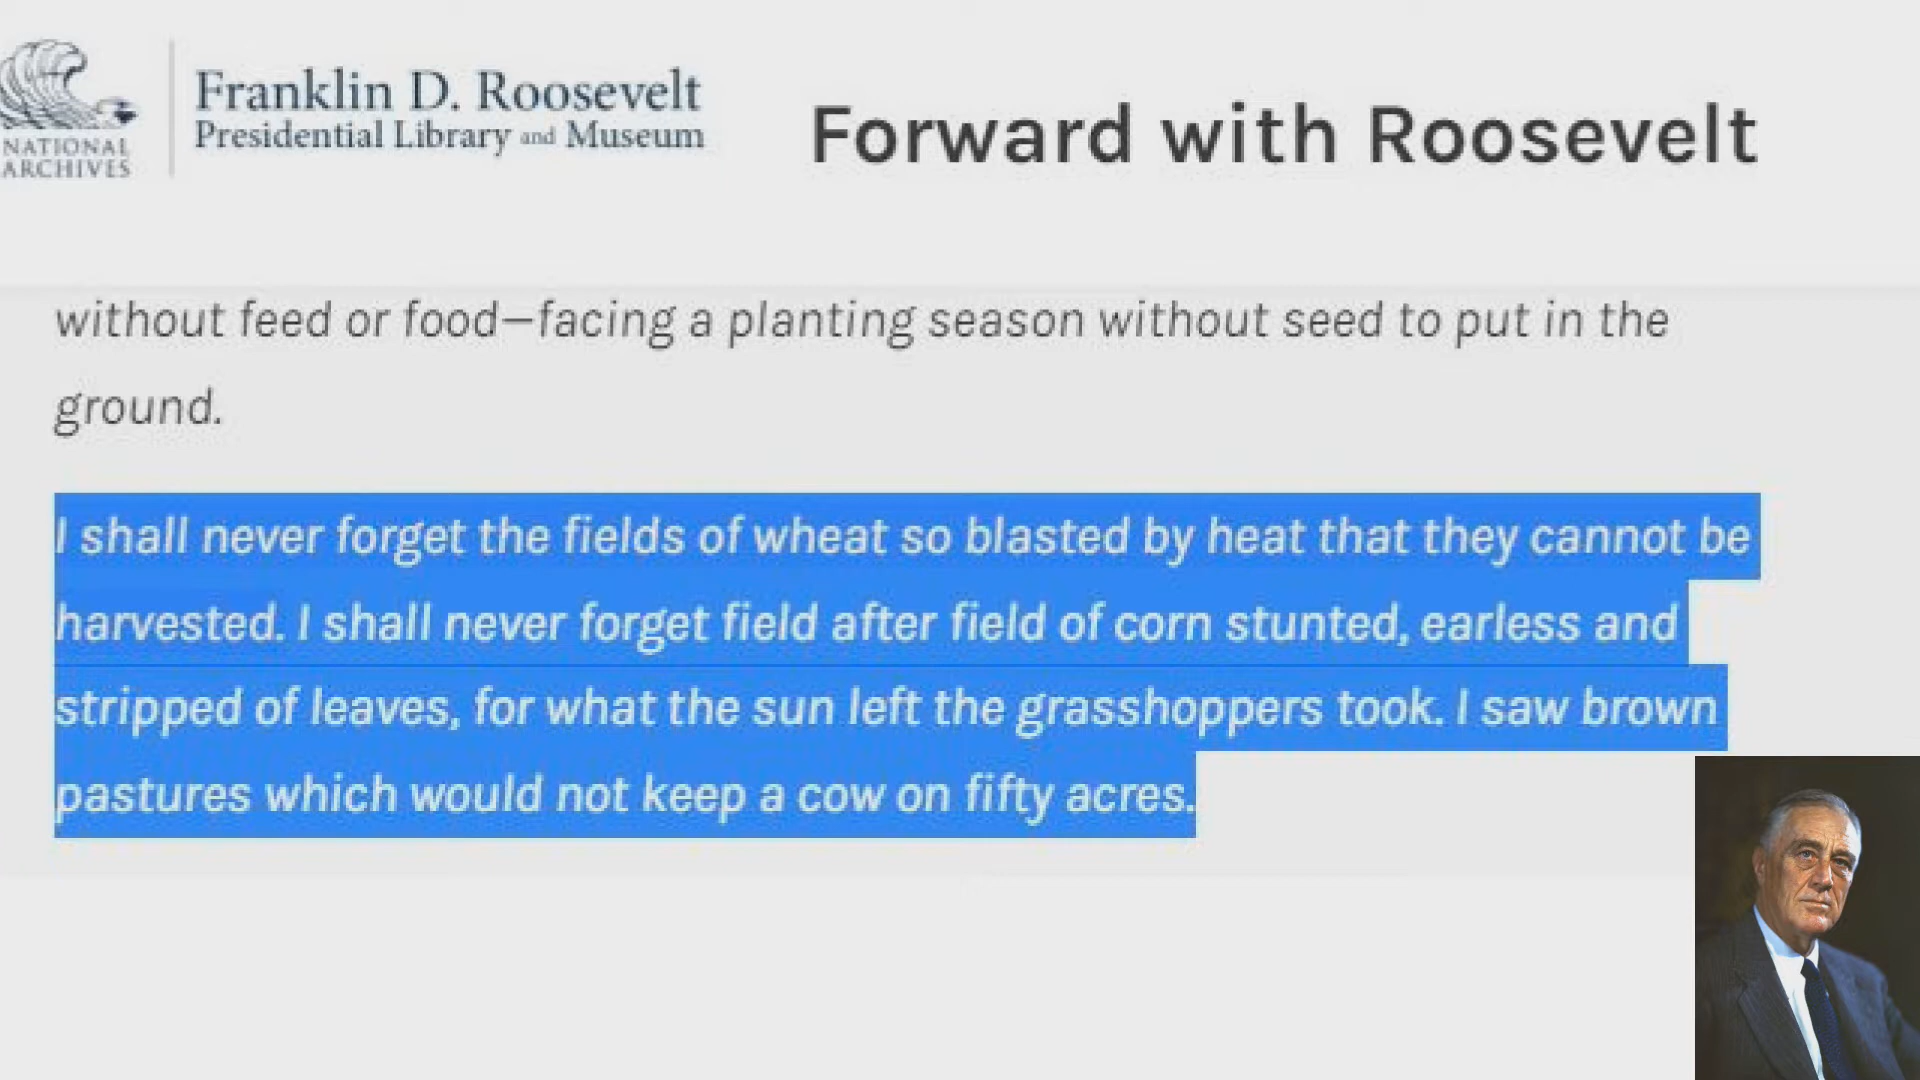 NATIONAL
ARCHIVES
Franklin D. Roosevelt
Presidential Library and Museum
Forward with Roosevelt
without feed or food—facing a planting season without seed to put in the
ground.
I shall never forget the fields of wheat so blasted by heat that they cannot be
harvested. I shall never forget field after field of corn stunted, earless and
stripped of leaves, for what the sun left the grasshoppers took. I saw brown
pastures which would not keep a cow on fifty acres.